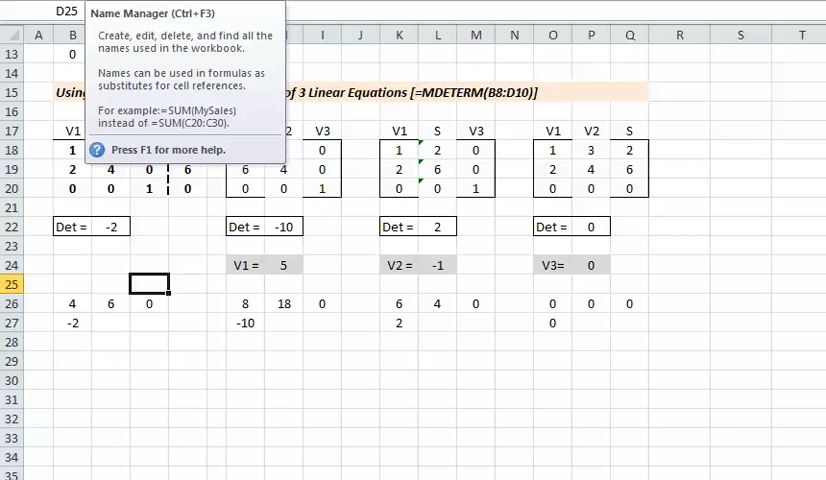 D25
Name Manager (Ctrl+F3)
Create, edit, delete, and find all the
names used in the workbook.
Names can be used in formulas as
substitutes for cell references.
For example:=SUM(MySales)
instead of =SUM(C20:C30).
Press F1 for more help.
A B I J K L M N O P Q R S T
13 0
14
15 Using of 3 Linear Equations [=MDETERM(B8:D10)]
16
17 V1 2 V3 V1 S V3 V1 V2 S
18 1 0 1 2 0 1 3 2
19 2 4 0 6 6 4 0 2 6 0 2 4 6
20 0 0 1 0 0 0 1 0 0 1 0 0 0
21
22 Det = -2 Det = -10 Det = 2 Det = 0
23
24 V1 = 5 V2 = -1 V3= 0
25
26 4 6 0 8 18 0 6 4 0 0 0 0
27 -2 -10 2 0
28
29
30
31
32
33
34
35